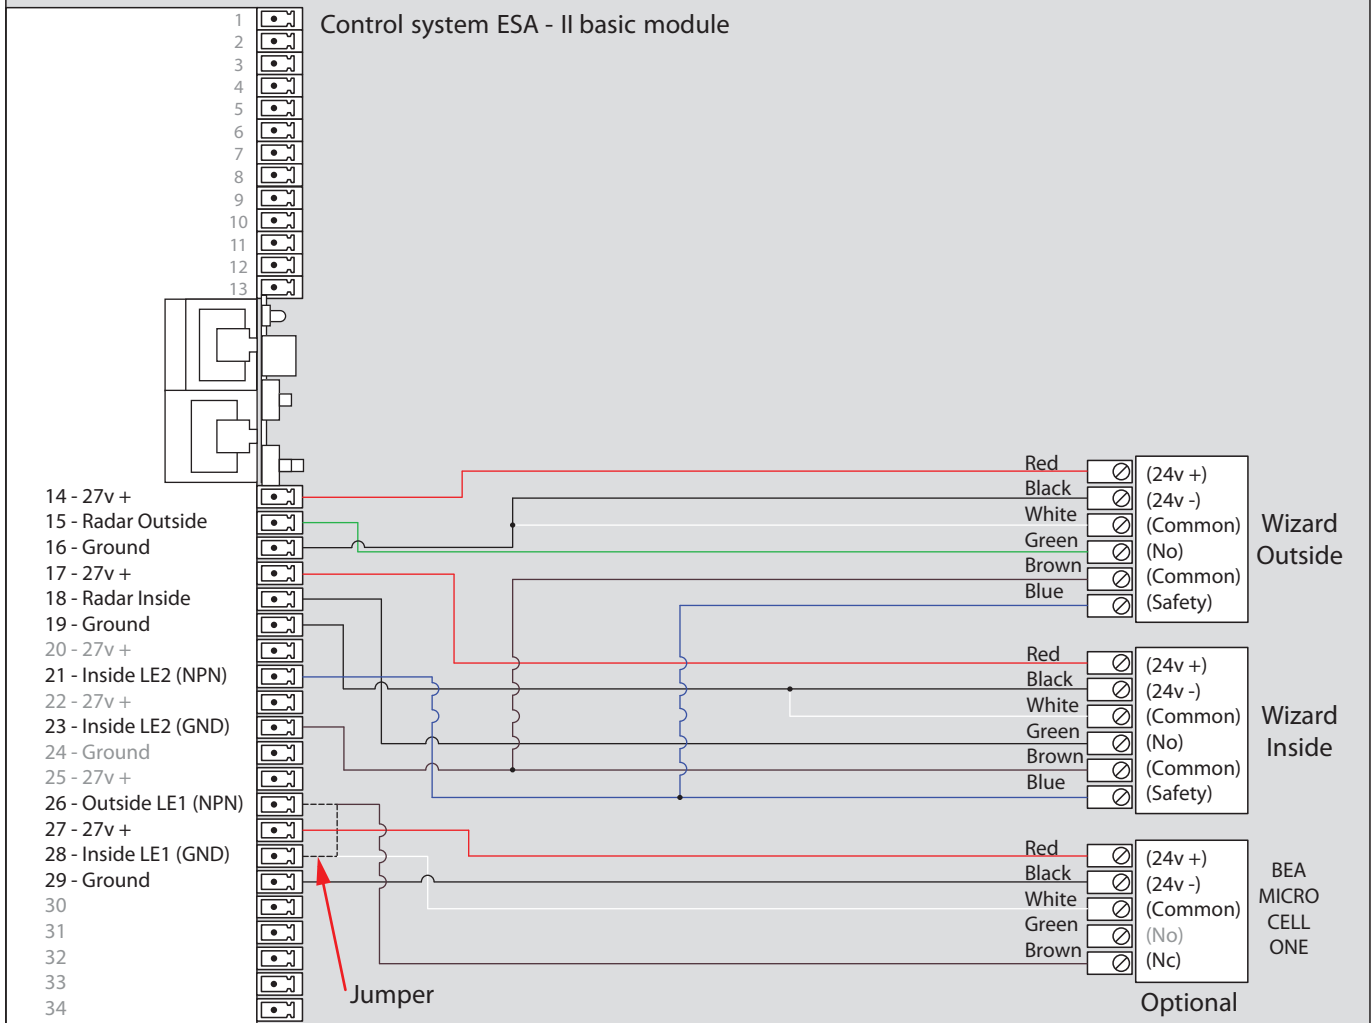 Control system ESA - II basic module
1
2
3
4
5
6
7
8
9
10
11
12
13
14 - 27v +
15 - Radar Outside
16 - Ground
17 - 27v +
18 - Radar Inside
19 - Ground
20 - 27v +
21 - Inside LE2 (NPN)
22 - 27v +
23 - Inside LE2 (GND)
24 - Ground
25 - 27v +
26 - Outside LE1 (NPN)
27 - 27v +
28 - Inside LE1 (GND)
29 - Ground
30
31
32
33
34
Jumper
Red
Black
White
Green
Brown
Blue
(24v +)
(24v -)
(Common)
(No)
(Common)
(Safety)
Wizard
Outside
Red
Black
White
Green
Brown
Blue
(24v +)
(24v -)
(Common)
(No)
(Common)
(Safety)
Wizard
Inside
Red
Black
White
Green
Brown
(24v +)
(24v -)
(Common)
(No)
(Nc)
BEA
MICRO
CELL
ONE
Optional